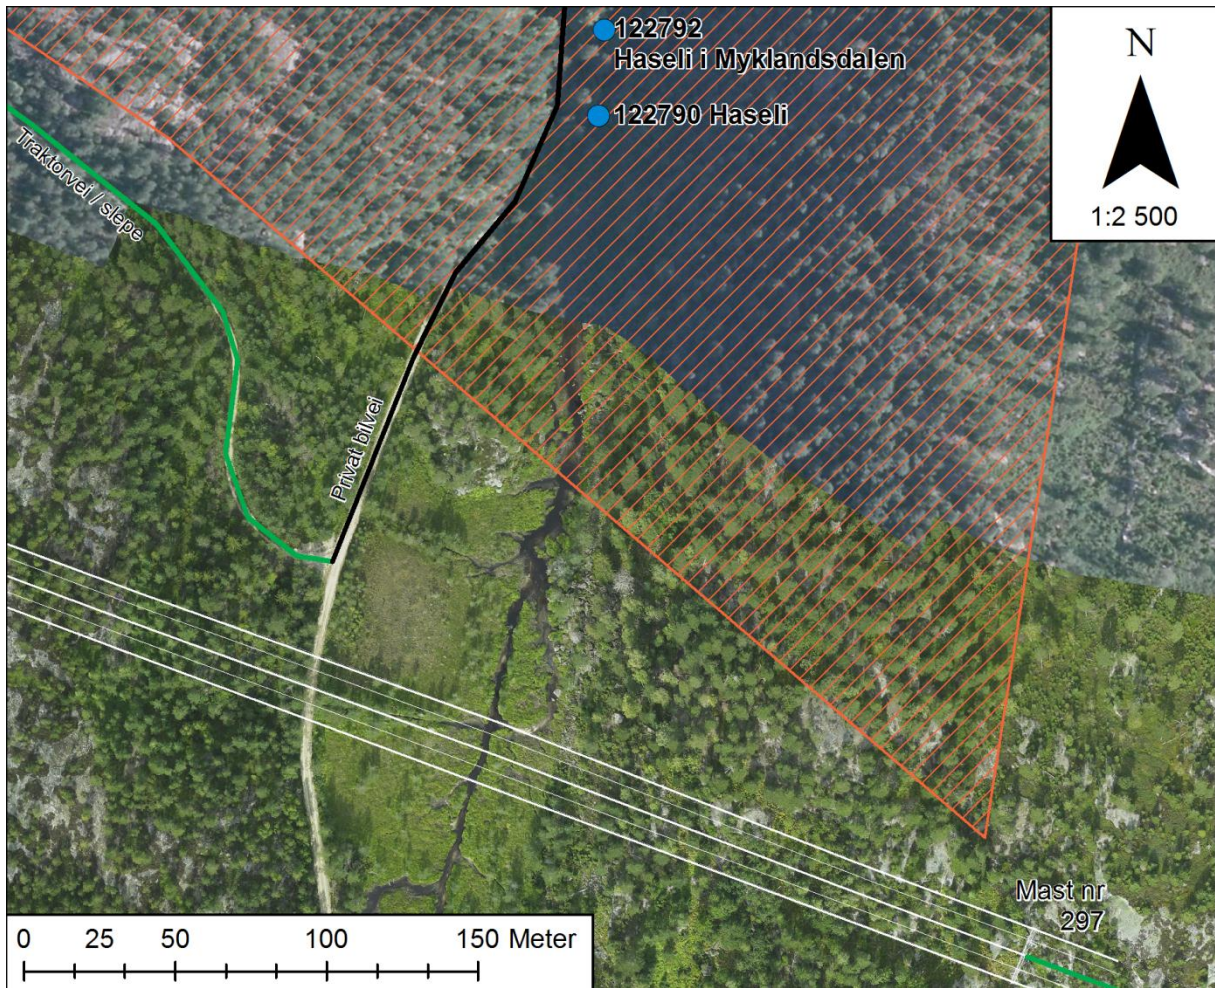 122792
Haseli i Myklandsdalen
122790 Haseli
N
1:2 500
Traktorvei / slepe
Privat bilvei
Mast nr
297
0 25 50 100 150 Meter